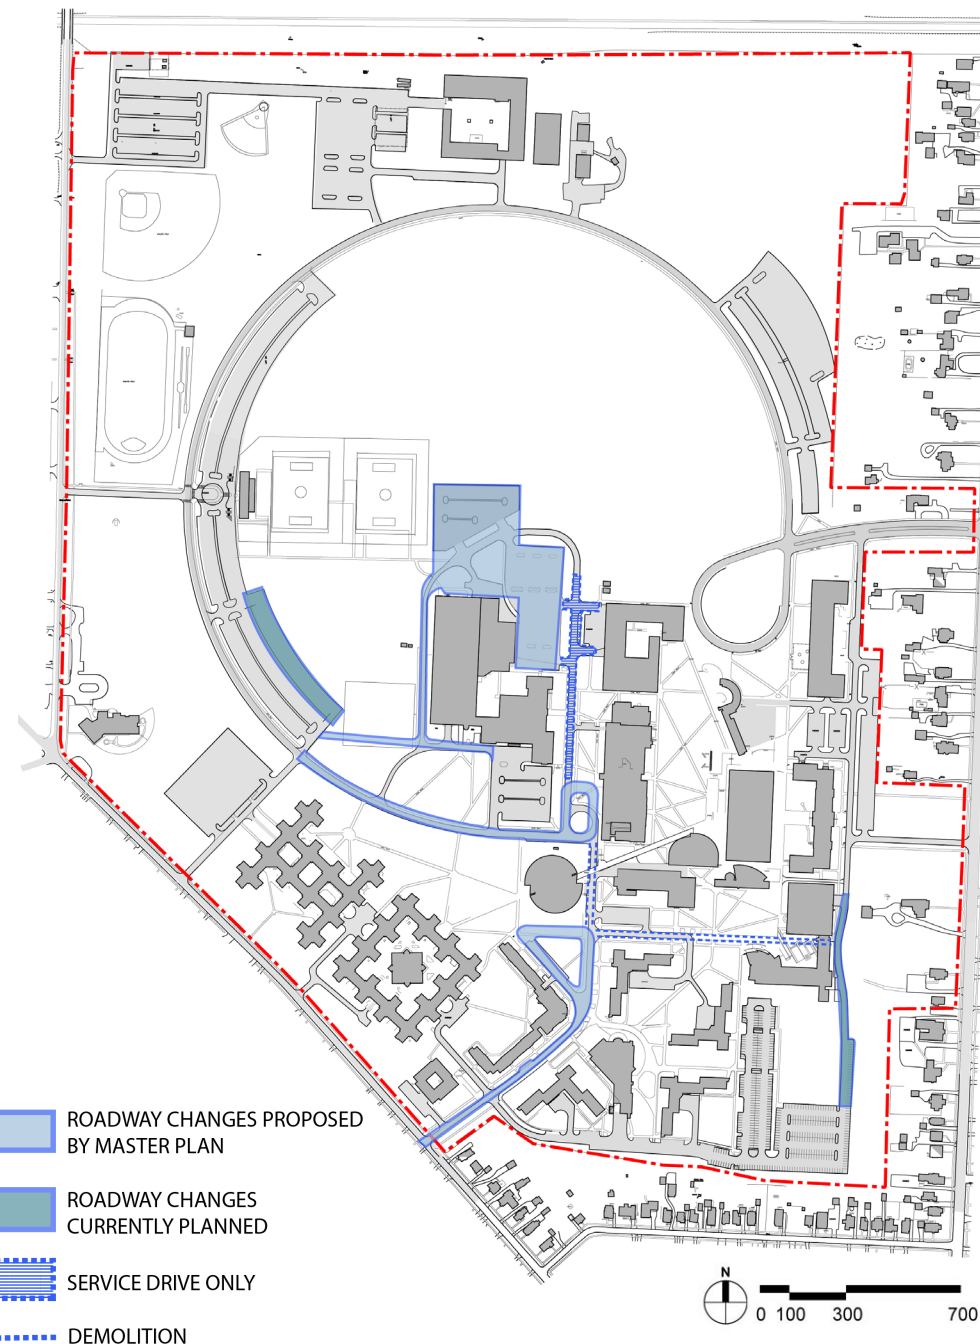 ROADWAY CHANGES PROPOSED
BY MASTER PLAN
ROADWAY CHANGES
CURRENTLY PLANNED
SERVICE DRIVE ONLY
DEMOLITION
N
0 100 300 700